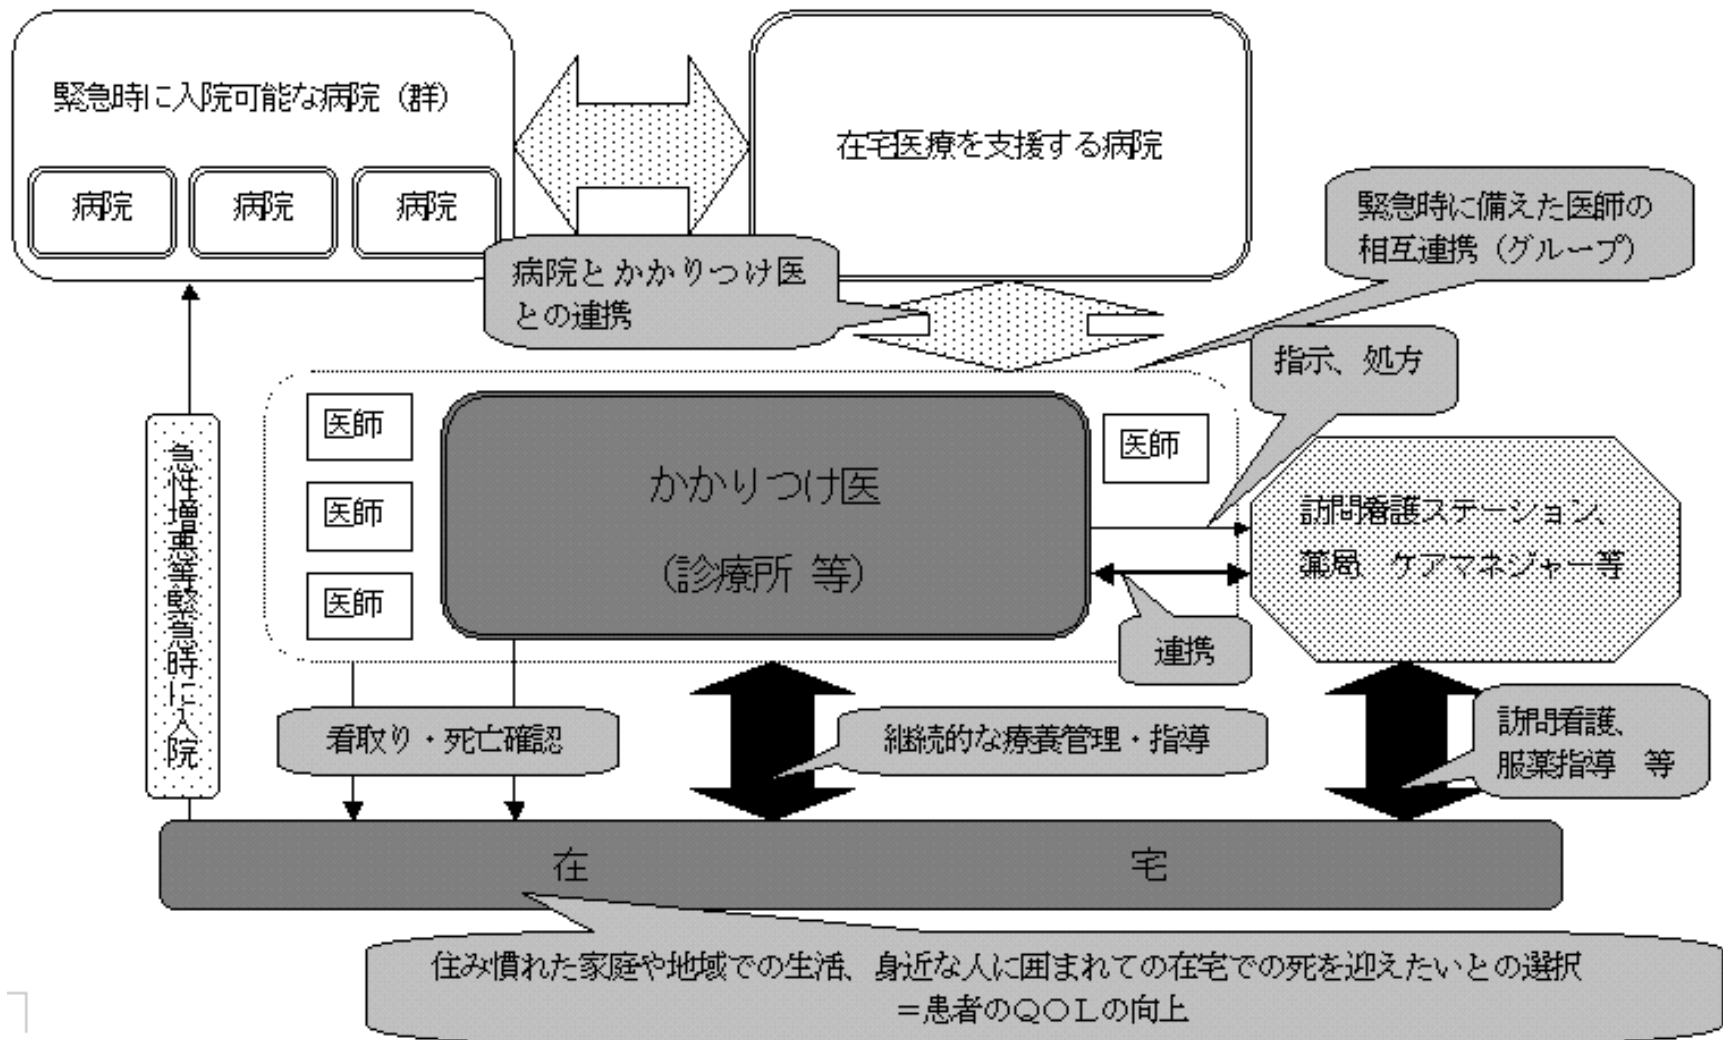 緊急時に入院可能な病院（群）
病院
病院
病院
在宅医療を支援する病院
緊急時に備えた医師の
相互連携（グループ）
病院とかかりつけ医
との連携
指示、処方
医師
医師
医師
かかりつけ医
（診療所 等）
医師
訪問看護ステーション、
薬局、ケアマネジャー等
連携
急性増悪等緊急時に入院
看取り・死亡確認
継続的な療養管理・指導
訪問看護、
服薬指導　等
在　宅
住み慣れた家庭や地域での生活、身近な人に囲まれての在宅での死を迎えたいとの選択
＝患者のＱＯＬの向上